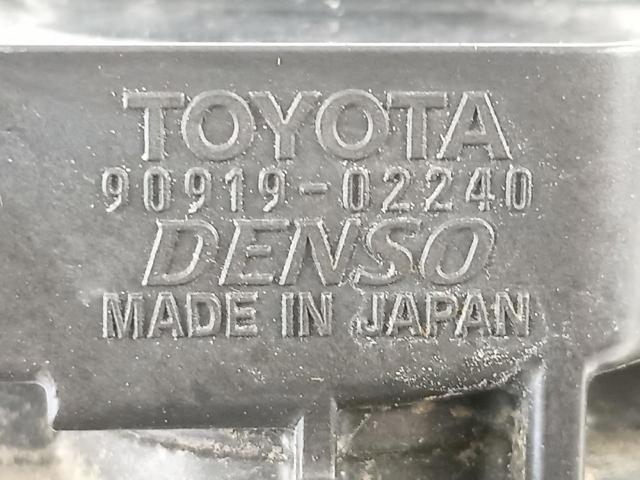 TOYOTA
90919-02240
DENSO
MADE IN JAPAN